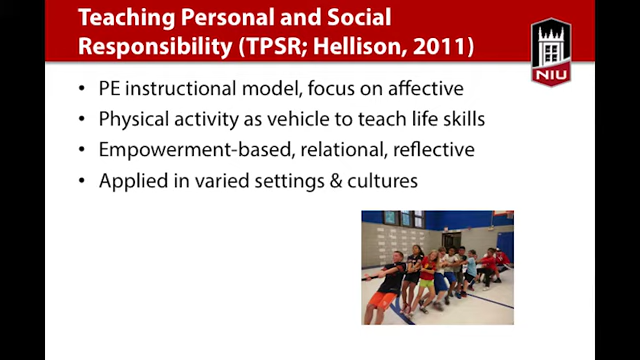 Teaching Personal and Social
Responsibility (TPSR; Hellison, 2011)
NIU
• PE instructional model, focus on affective
• Physical activity as vehicle to teach life skills
• Empowerment-based, relational, reflective
• Applied in varied settings & cultures